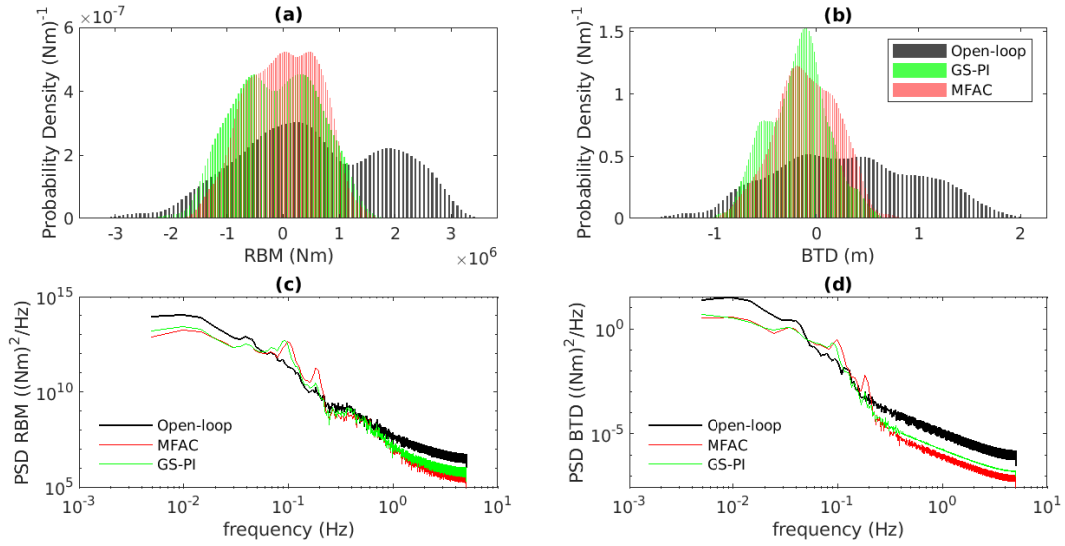 (a)
×10⁻⁷
Probability Density (Nm)⁻¹
6
4
2
0
-3 -2 -1 0 1 2 3
RBM (Nm)
×10⁶
(b)
Probability Density (Nm)⁻¹
1.5
1
0.5
0
-1 0 1 2
BTD (m)
Open-loop
GS-PI
MFAC
(c)
PSD RBM ((Nm)²/Hz)
10¹⁵
10¹⁰
10⁵
10⁻³ 10⁻² 10⁻¹ 10⁰ 10¹
frequency (Hz)
Open-loop
MFAC
GS-PI
(d)
PSD BTD ((Nm)²/Hz)
10⁰
10⁻⁵
10⁻³ 10⁻² 10⁻¹ 10⁰ 10¹
frequency (Hz)
Open-loop
MFAC
GS-PI